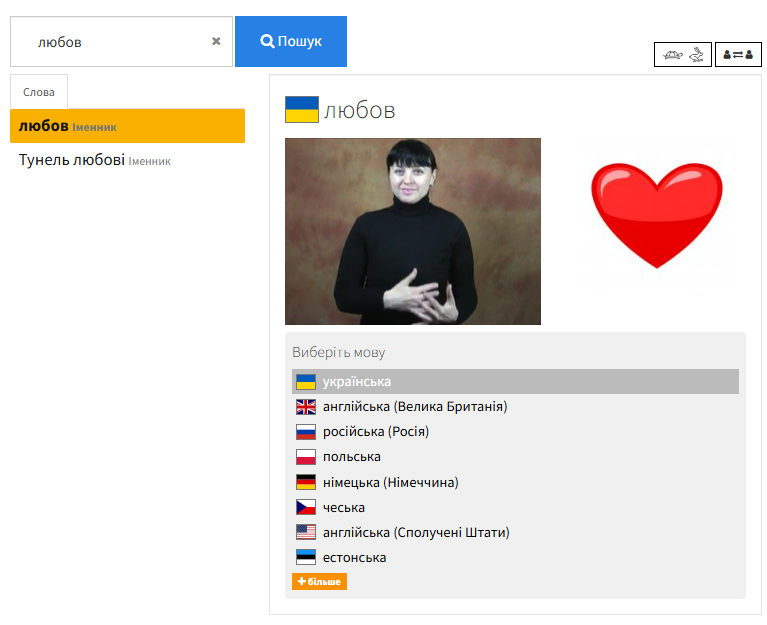 любов
Пошук
Слова
любов Іменник
Тунель любові Іменник
любов
Виберіть мову
українська
англійська (Велика Британія)
російська (Росія)
польська
німецька (Німеччина)
чеська
англійська (Сполучені Штати)
естонська
більше